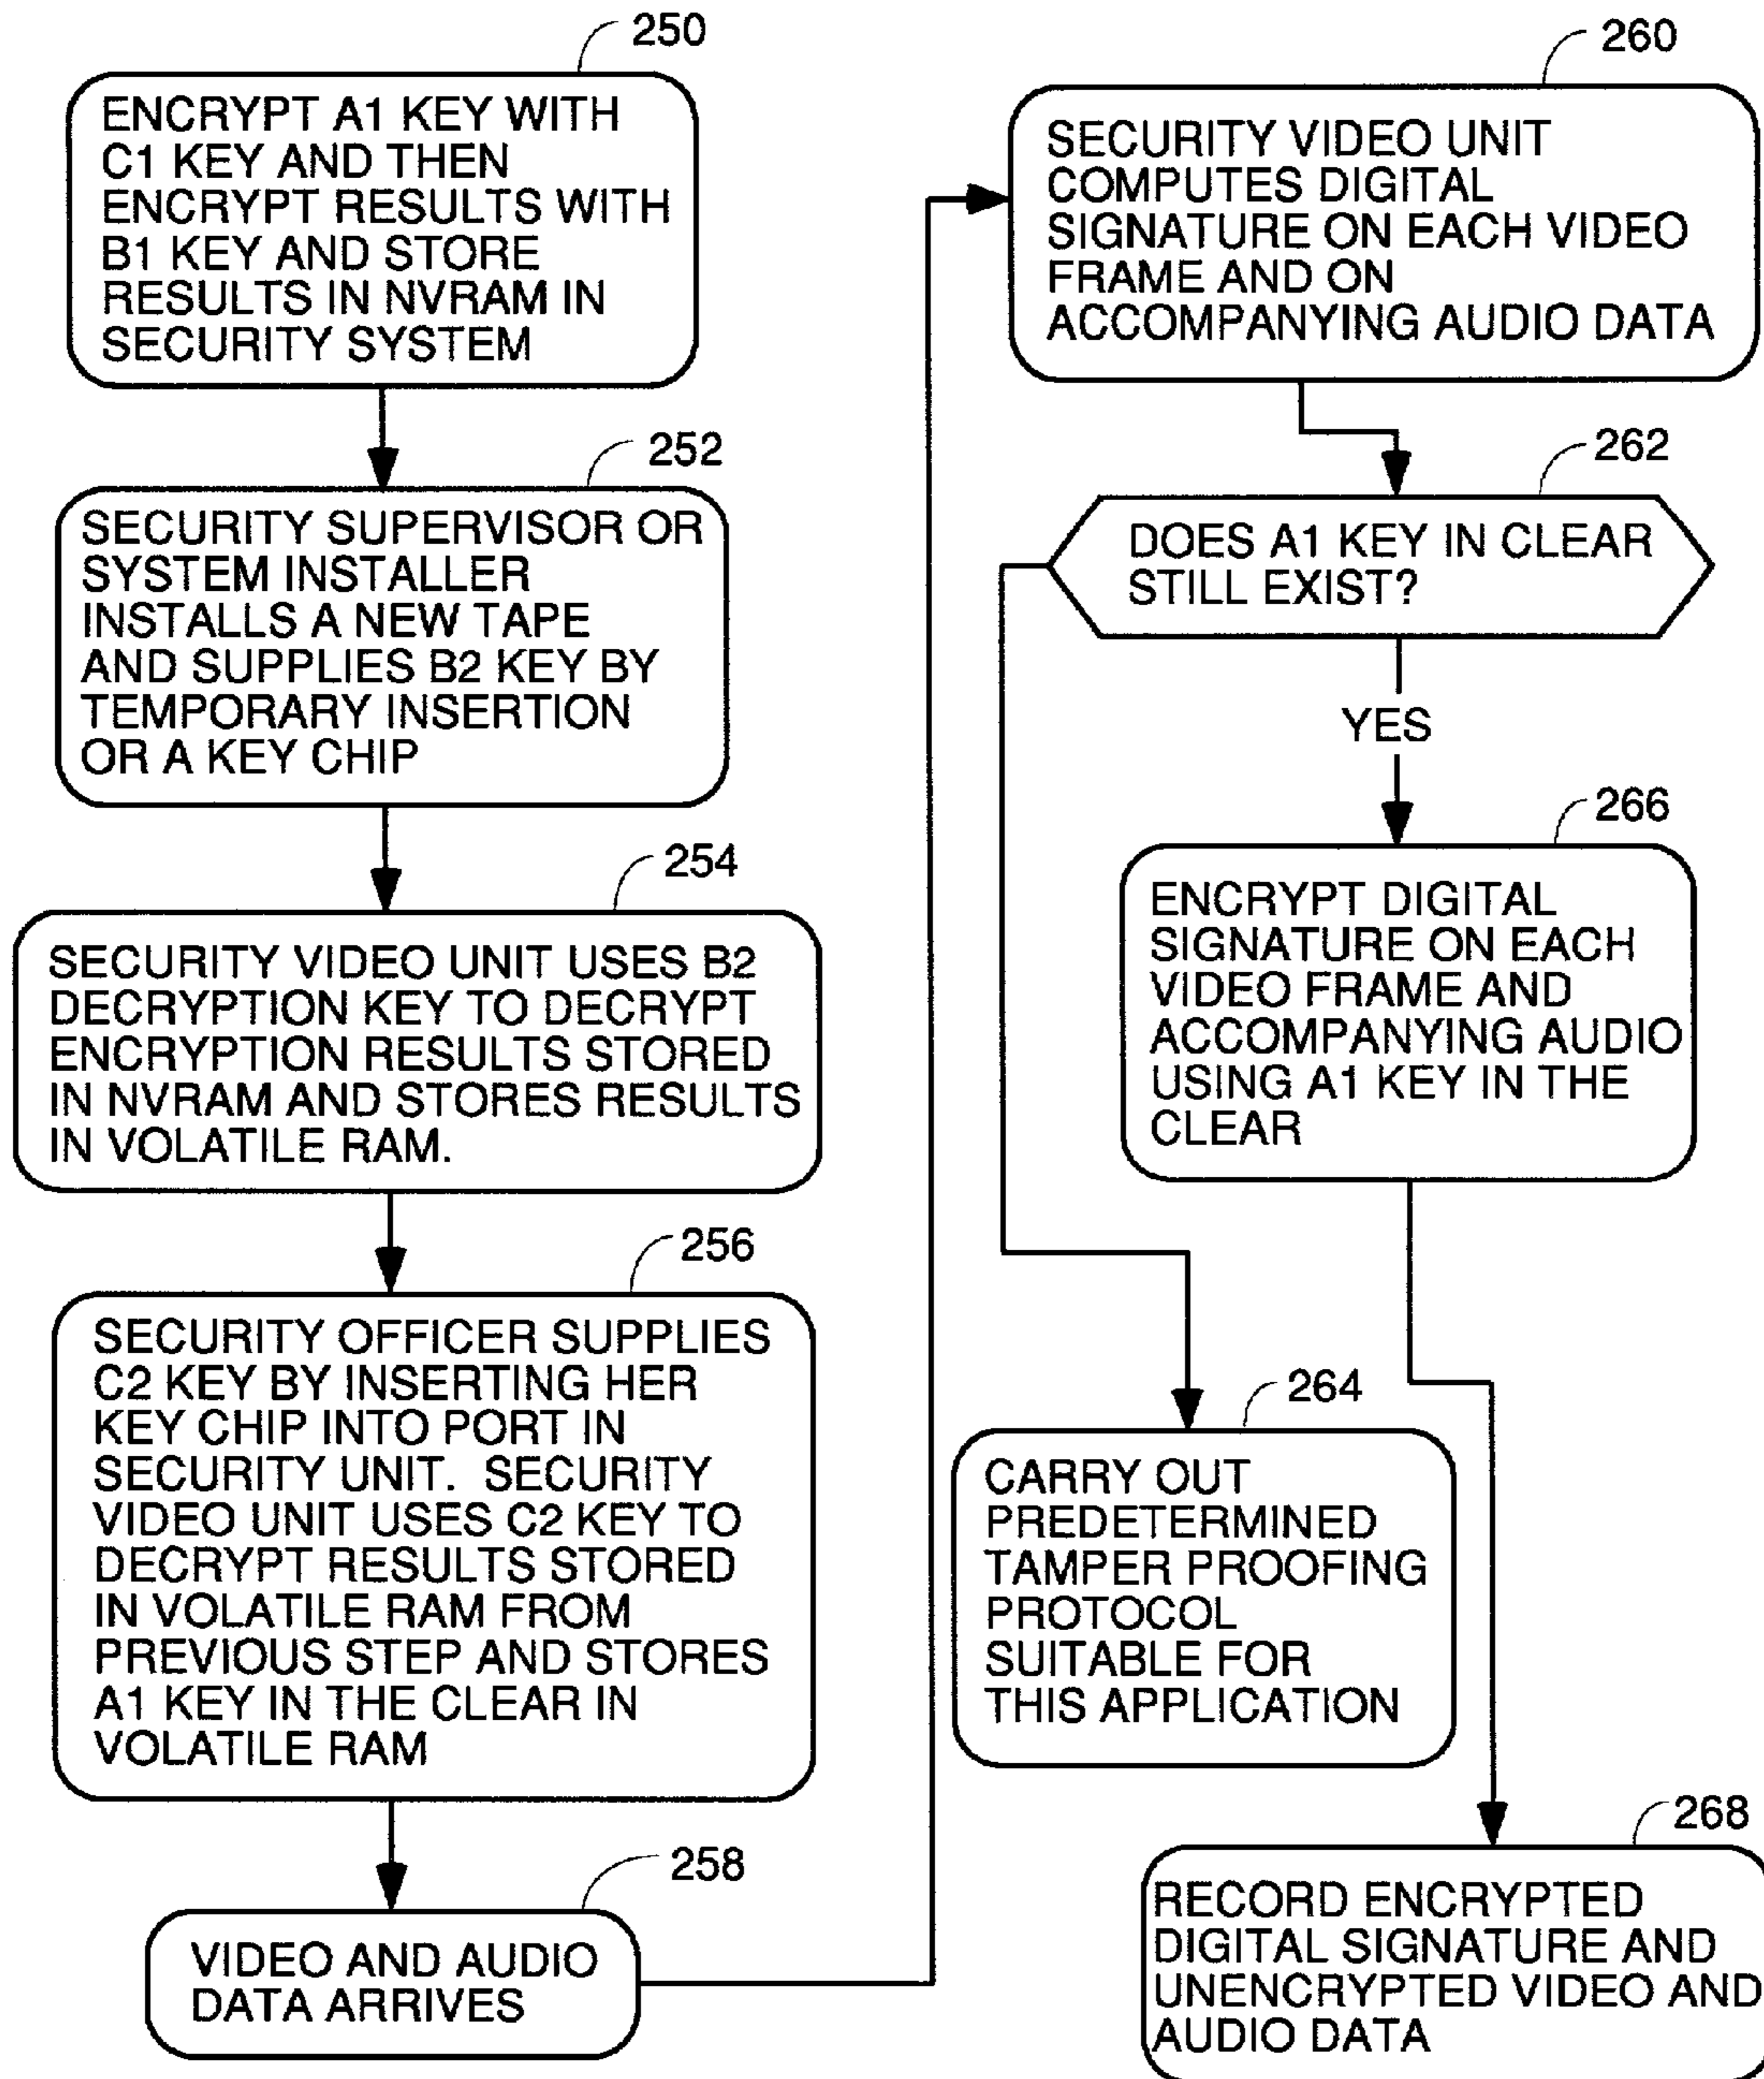 250
ENCRYPT A1 KEY WITH
C1 KEY AND THEN
ENCRYPT RESULTS WITH
B1 KEY AND STORE
RESULTS IN NVRAM IN
SECURITY SYSTEM
252
SECURITY SUPERVISOR OR
SYSTEM INSTALLER
INSTALLS A NEW TAPE
AND SUPPLIES B2 KEY BY
TEMPORARY INSERTION
OR A KEY CHIP
254
SECURITY VIDEO UNIT USES B2
DECRYPTION KEY TO DECRYPT
ENCRYPTION RESULTS STORED
IN NVRAM AND STORES RESULTS
IN VOLATILE RAM.
256
SECURITY OFFICER SUPPLIES
C2 KEY BY INSERTING HER
KEY CHIP INTO PORT IN
SECURITY UNIT. SECURITY
VIDEO UNIT USES C2 KEY TO
DECRYPT RESULTS STORED
IN VOLATILE RAM FROM
PREVIOUS STEP AND STORES
A1 KEY IN THE CLEAR IN
VOLATILE RAM
258
VIDEO AND AUDIO
DATA ARRIVES
260
SECURITY VIDEO UNIT
COMPUTES DIGITAL
SIGNATURE ON EACH VIDEO
FRAME AND ON
ACCOMPANYING AUDIO DATA
262
DOES A1 KEY IN CLEAR
STILL EXIST?
YES
266
ENCRYPT DIGITAL
SIGNATURE ON EACH
VIDEO FRAME AND
ACCOMPANYING AUDIO
USING A1 KEY IN THE
CLEAR
264
CARRY OUT
PREDETERMINED
TAMPER PROOFING
PROTOCOL
SUITABLE FOR
THIS APPLICATION
268
RECORD ENCRYPTED
DIGITAL SIGNATURE AND
UNENCRYPTED VIDEO AND
AUDIO DATA